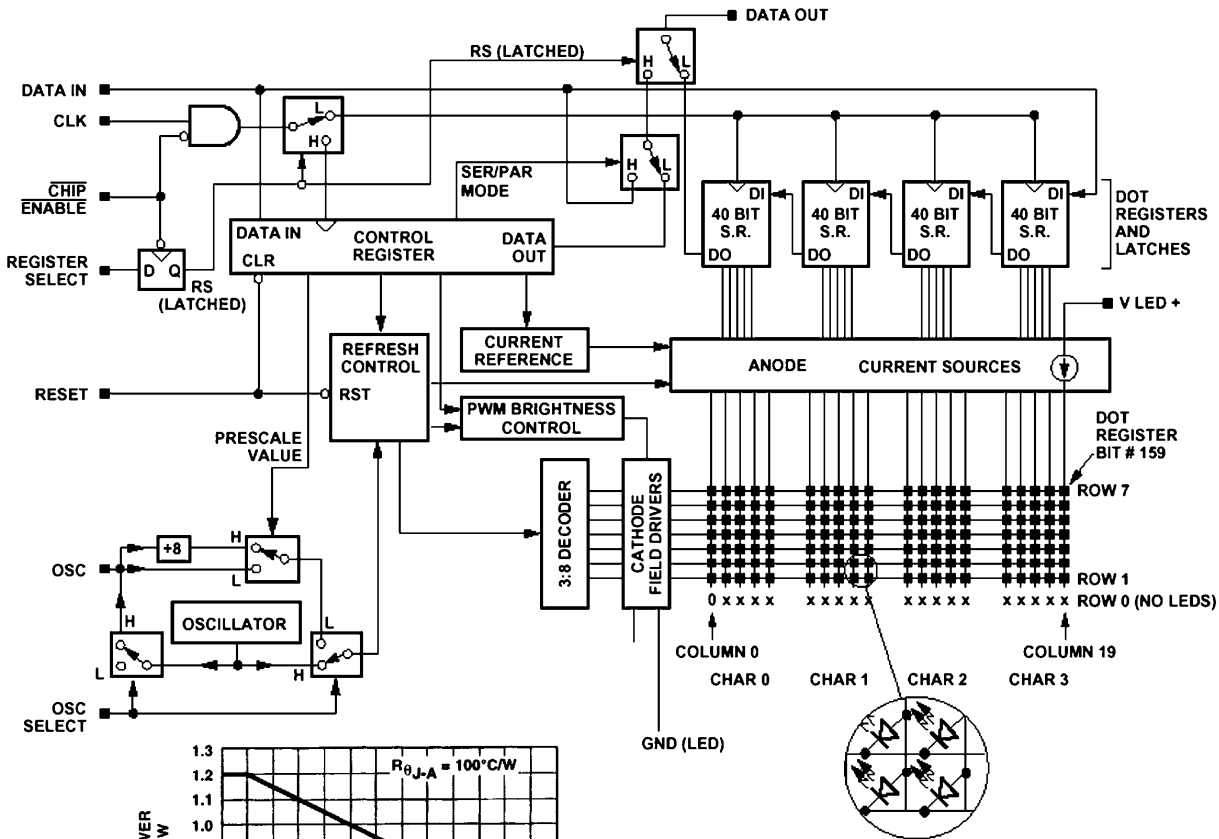 DATA OUT
RS (LATCHED)
H L
DATA IN
CLK
L
H
CHIP
ENABLE
SER/PAR
MODE
H L
DI
40 BIT
S.R.
DO
DI
40 BIT
S.R.
DO
DI
40 BIT
S.R.
DO
DI
40 BIT
S.R.
DO
DOT
REGISTERS
AND
LATCHES
REGISTER
SELECT
D Q
RS
(LATCHED)
DATA IN
CONTROL
REGISTER
DATA
OUT
CLR
V LED +
REFRESH
CONTROL
RST
CURRENT
REFERENCE
ANODE CURRENT SOURCES
RESET
PWM BRIGHTNESS
CONTROL
PRESCALE
VALUE
DOT
REGISTER
BIT # 159
3:8 DECODER
CATHODE
FIELD DRIVERS
ROW 7
ROW 1
0 x x x x x x x x x x x x x x x x x x x ROW 0 (NO LEDS)
OSC
÷8
H
L
H
L
OSCILLATOR
L
H
COLUMN 0
COLUMN 19
CHAR 0 CHAR 1 CHAR 2 CHAR 3
OSC
SELECT
GND (LED)
1.3
1.2
1.1
1.0
RθJ-A = 100°C/W